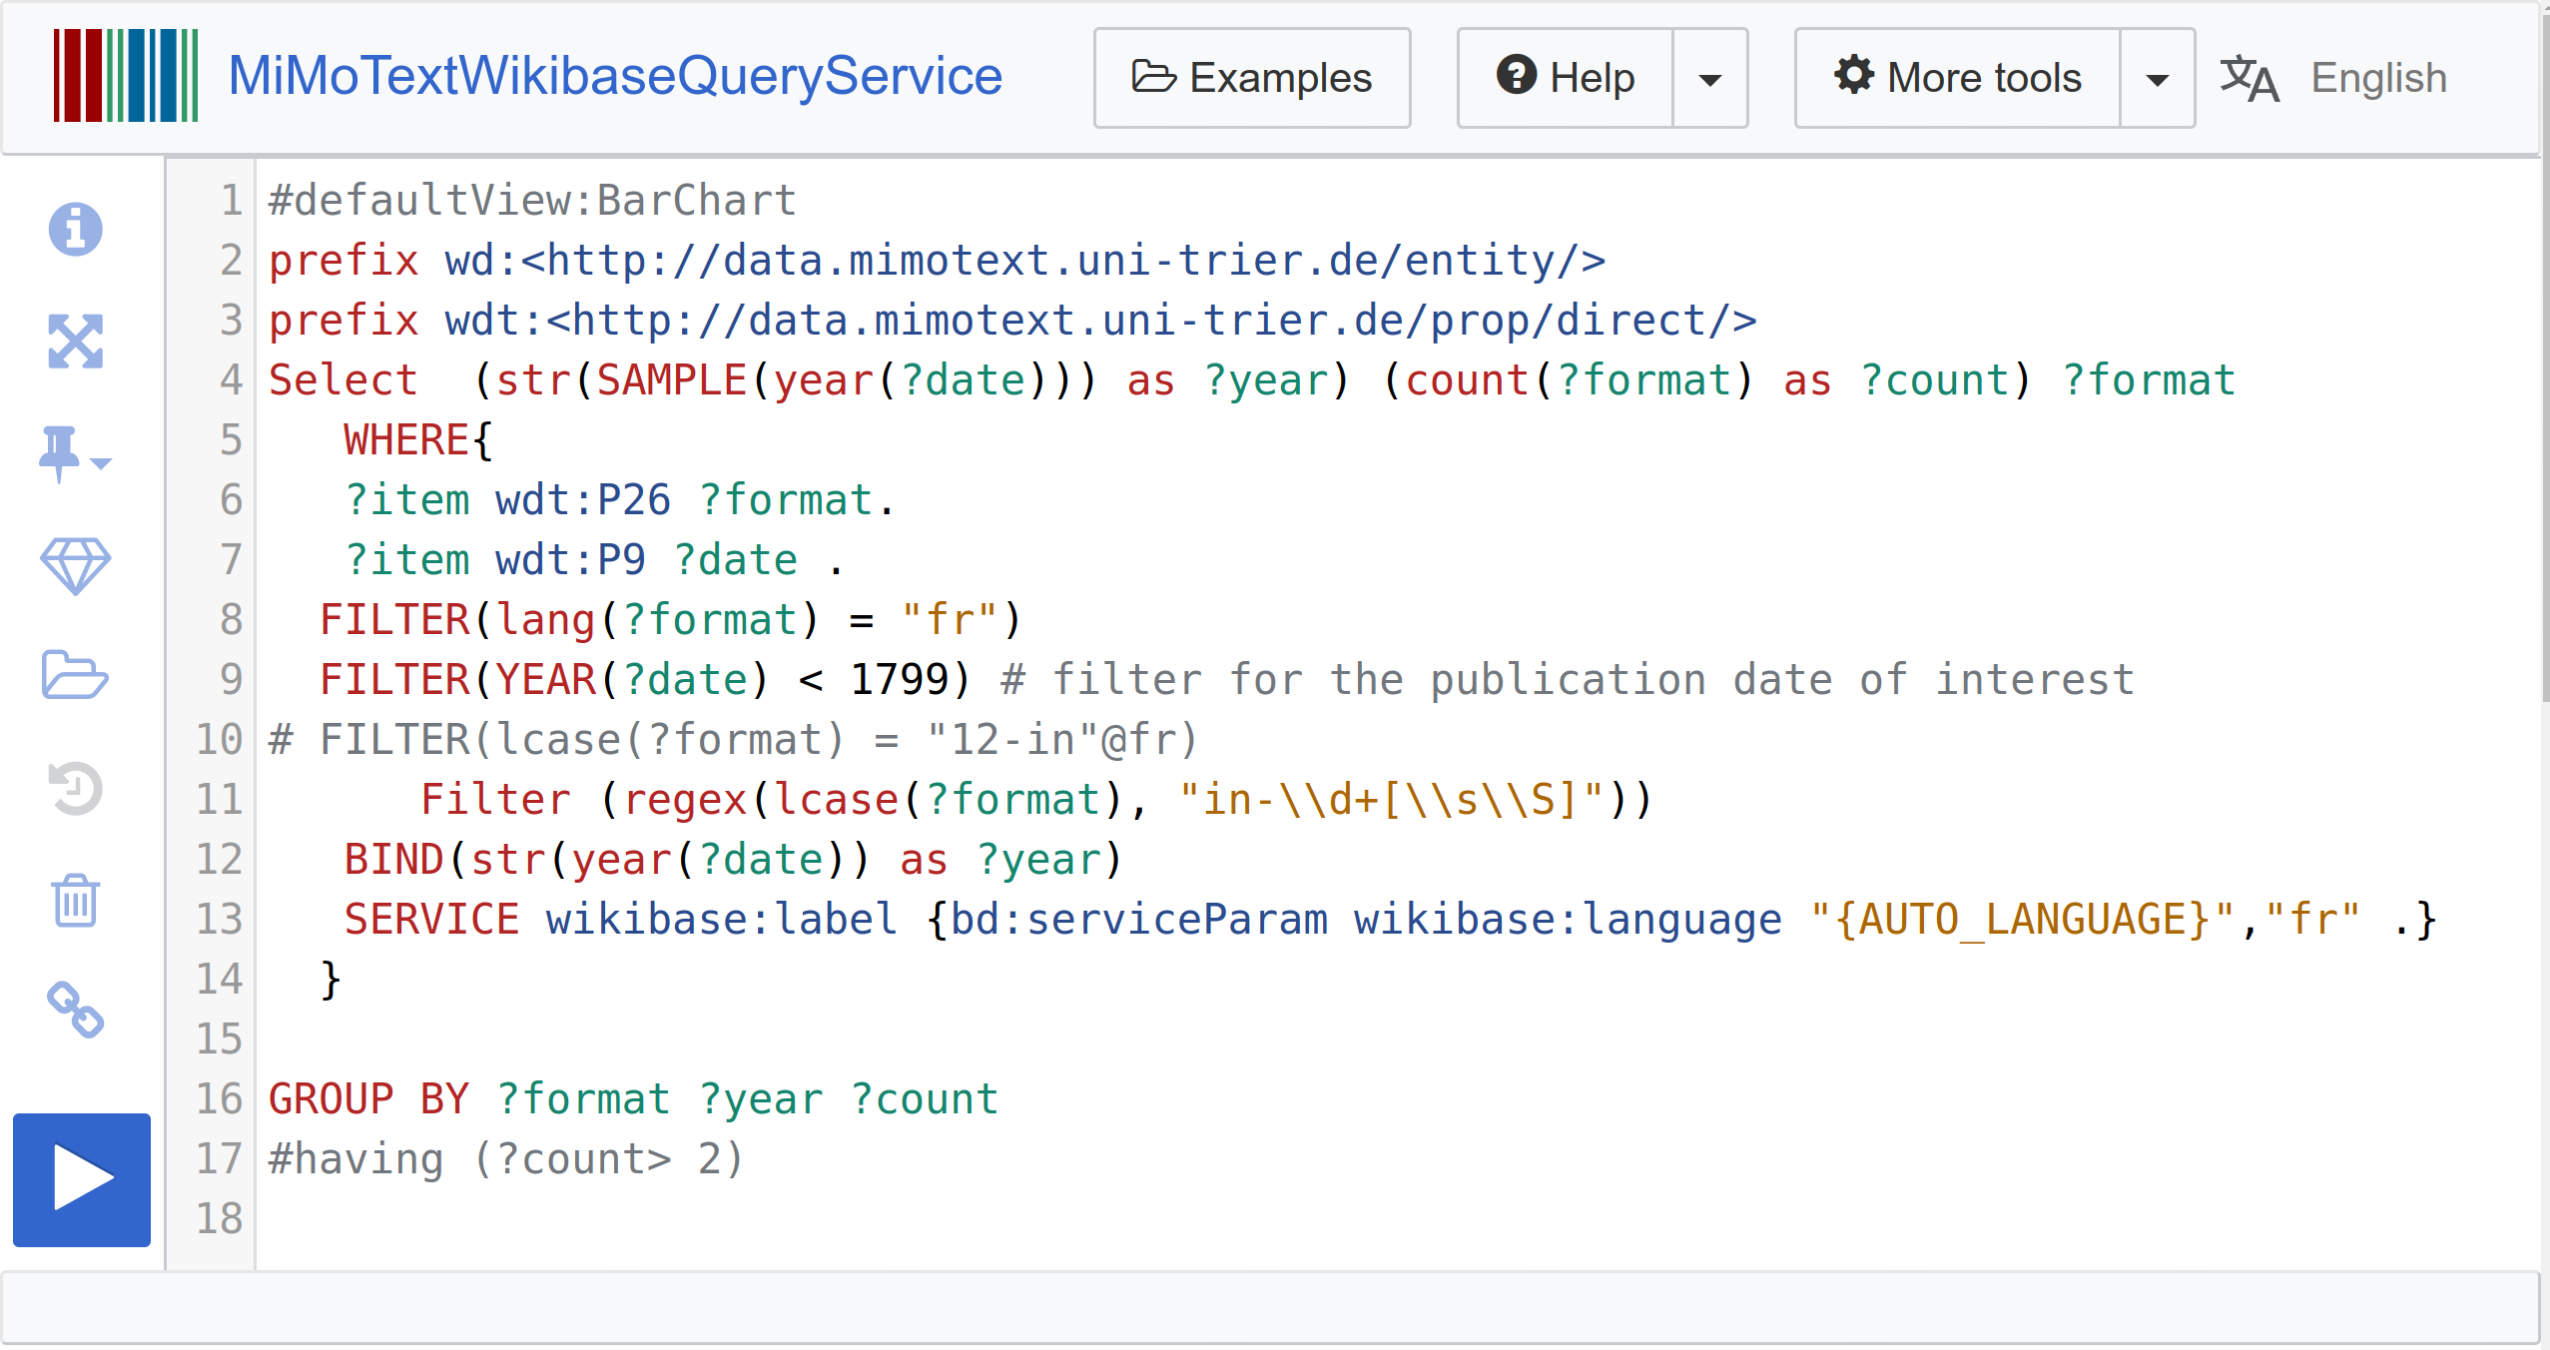 MiMoTextWikibaseQueryService Examples Help More tools English
1 #defaultView:BarChart
2 prefix wd:<http://data.mimotext.uni-trier.de/entity/>
3 prefix wdt:<http://data.mimotext.uni-trier.de/prop/direct/>
4 Select  (str(SAMPLE(year(?date))) as ?year) (count(?format) as ?count) ?format
5    WHERE{
6    ?item wdt:P26 ?format.
7    ?item wdt:P9 ?date .
8   FILTER(lang(?format) = "fr")
9   FILTER(YEAR(?date) < 1799) # filter for the publication date of interest
10 # FILTER(lcase(?format) = "12-in"@fr)
11       Filter (regex(lcase(?format), "in-\\d+[\\s\\S]"))
12    BIND(str(year(?date)) as ?year)
13    SERVICE wikibase:label {bd:serviceParam wikibase:language "{AUTO_LANGUAGE}","fr" .}
14   }
15
16 GROUP BY ?format ?year ?count
17 #having (?count> 2)
18